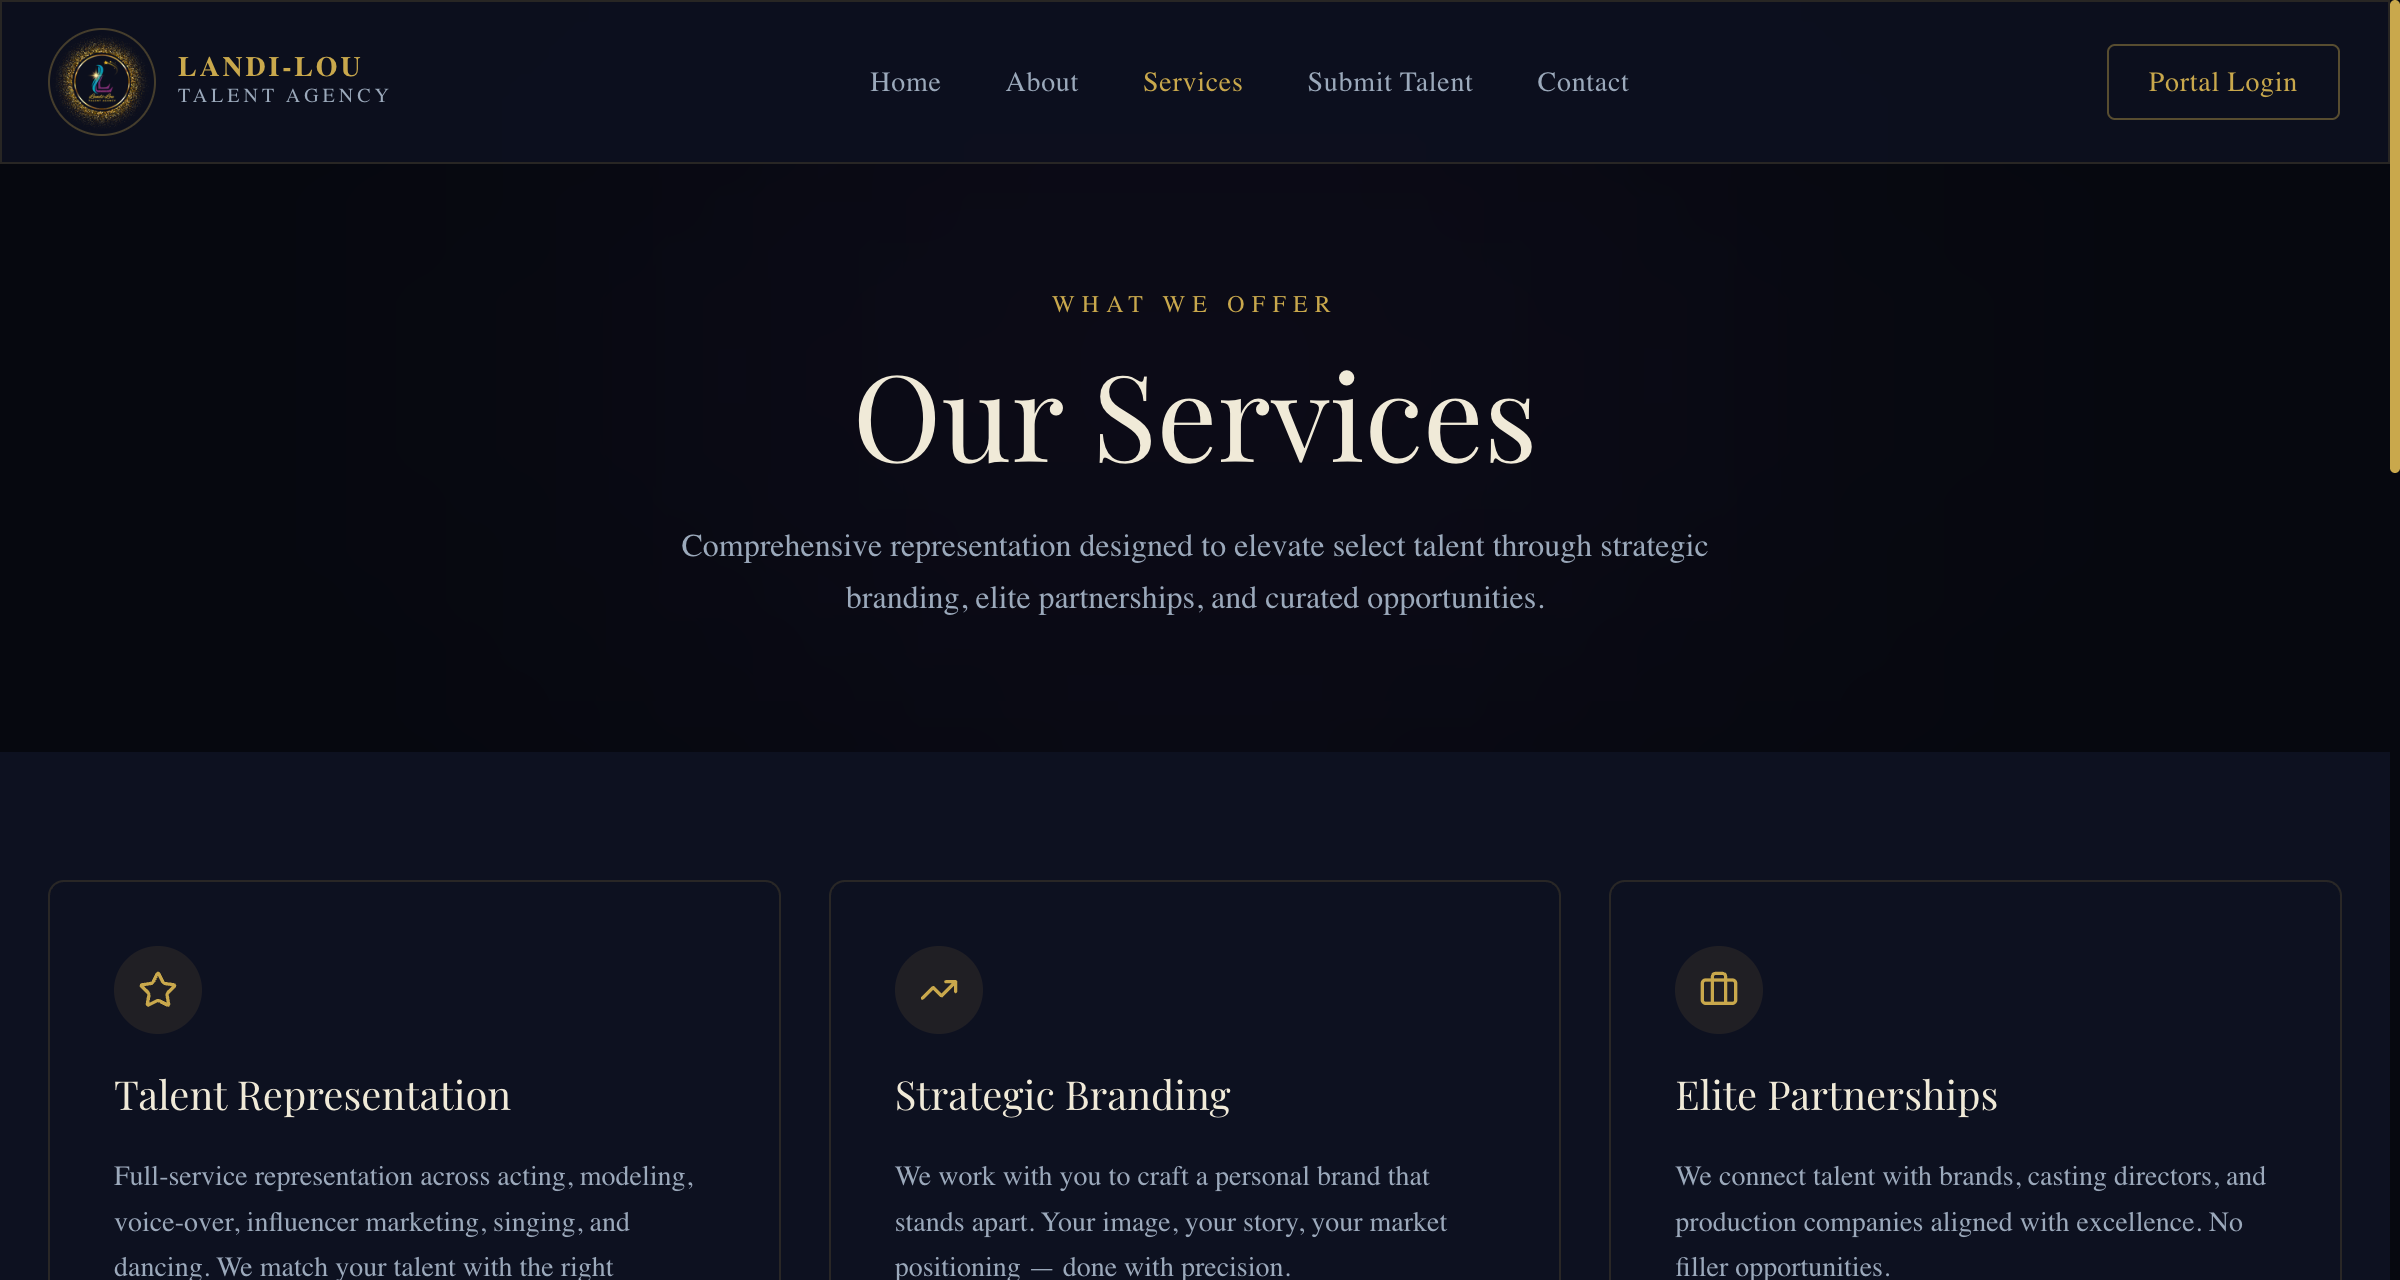 LANDI-LOU
TALENT AGENCY
Home
About
Services
Submit Talent
Contact
Portal Login
WHAT WE OFFER
Our Services
Comprehensive representation designed to elevate select talent through strategic
branding, elite partnerships, and curated opportunities.
Talent Representation
Full-service representation across acting, modeling,
voice-over, influencer marketing, singing, and
dancing. We match your talent with the right
Strategic Branding
We work with you to craft a personal brand that
stands apart. Your image, your story, your market
positioning — done with precision.
Elite Partnerships
We connect talent with brands, casting directors, and
production companies aligned with excellence. No
filler opportunities.